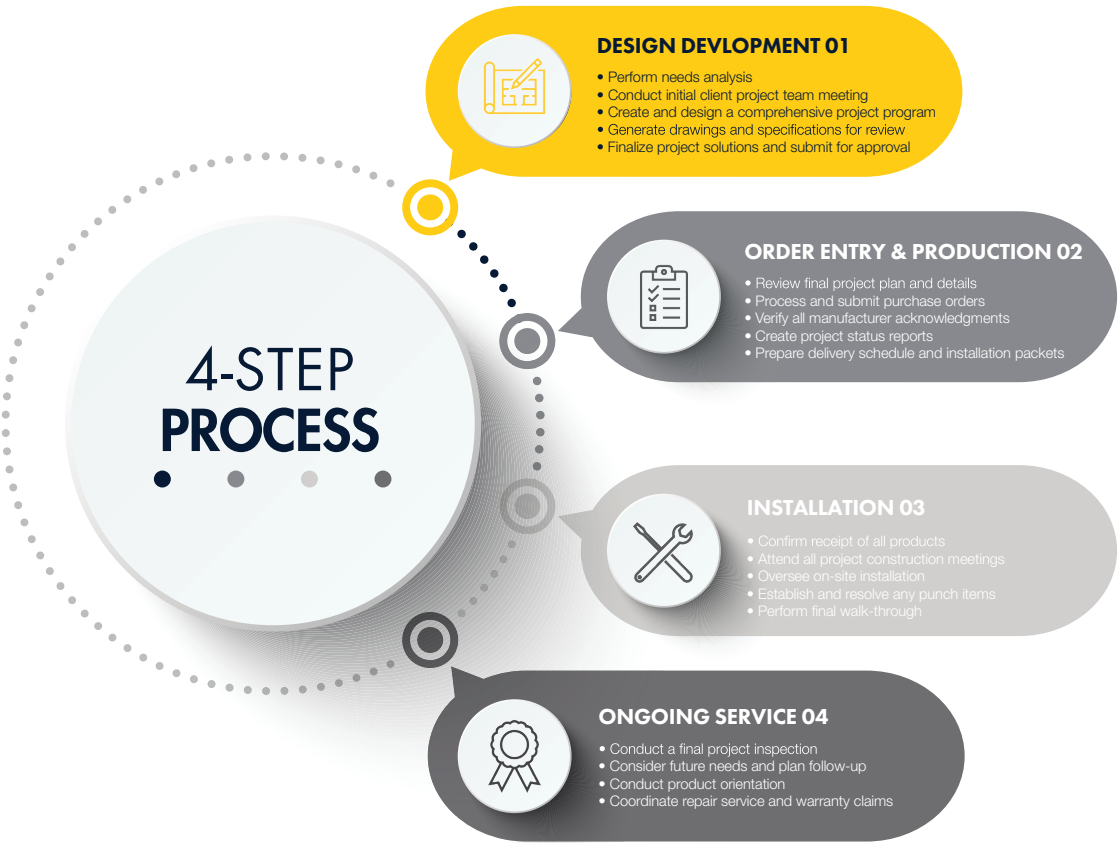 4-STEP
PROCESS
DESIGN DEVLOPMENT 01
• Perform needs analysis
• Conduct initial client project team meeting
• Create and design a comprehensive project program
• Generate drawings and specifications for review
• Finalize project solutions and submit for approval
ORDER ENTRY & PRODUCTION 02
• Review final project plan and details
• Process and submit purchase orders
• Verify all manufacturer acknowledgments
• Create project status reports
• Prepare delivery schedule and installation packets
INSTALLATION 03
• Confirm receipt of all products
• Attend all project construction meetings
• Oversee on-site installation
• Establish and resolve any punch items
• Perform final walk-through
ONGOING SERVICE 04
• Conduct a final project inspection
• Consider future needs and plan follow-up
• Conduct product orientation
• Coordinate repair service and warranty claims